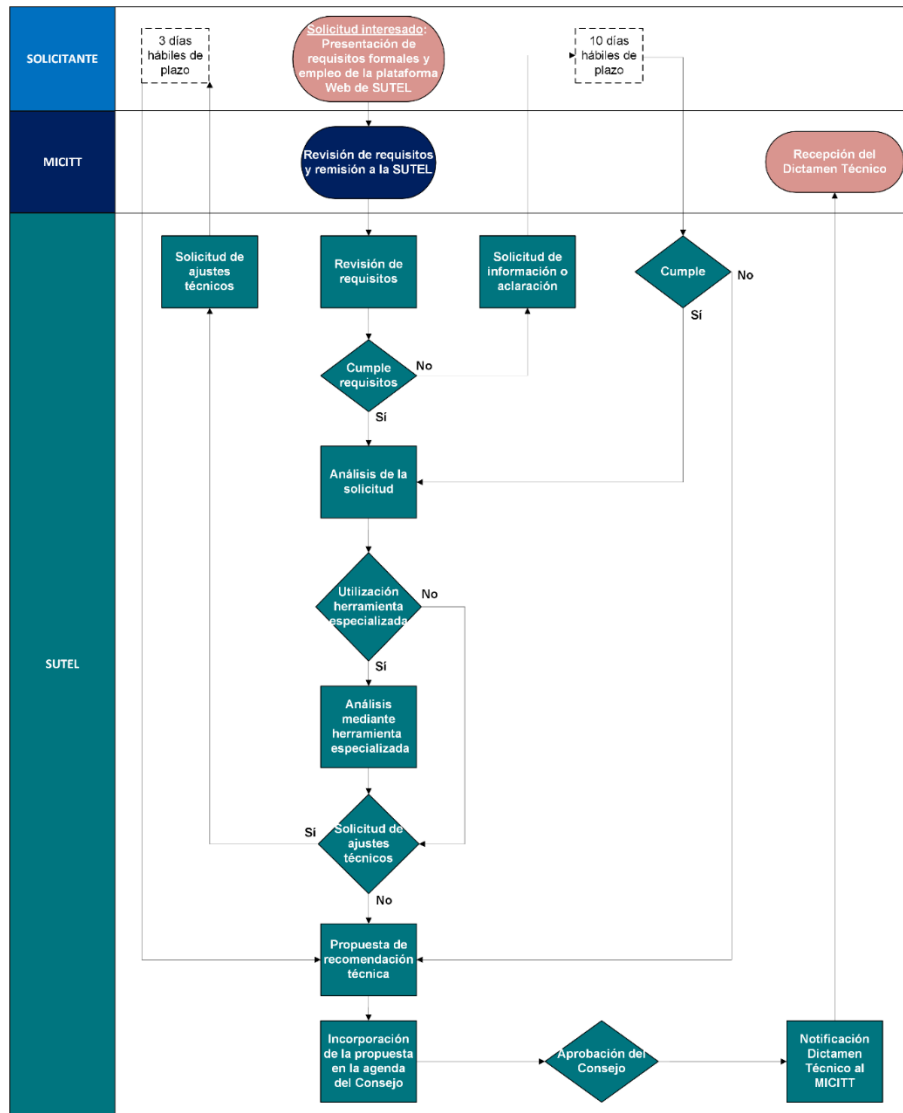 SOLICITANTE
3 días
hábiles de
plazo
Solicitud interesado:
Presentación de
requisitos formales y
empleo de la plataforma
Web de SUTEL
10 días
hábiles de
plazo
MICITT
Revisión de requisitos
y remisión a la SUTEL
Recepción del
Dictamen Técnico
SUTEL
Solicitud de
ajustes
técnicos
Revisión de
requisitos
Solicitud de
información o
aclaración
Cumple
No
Sí
Cumple
requisitos
No
Sí
Análisis de la
solicitud
Utilización
herramienta
especializada
No
Sí
Análisis
mediante
herramienta
especializada
Solicitud de
ajustes
técnicos
Si
No
Propuesta de
recomendación
técnica
Incorporación
de la propuesta
en la agenda
del Consejo
Aprobación del
Consejo
Notificación
Dictamen
Técnico al
MICITT